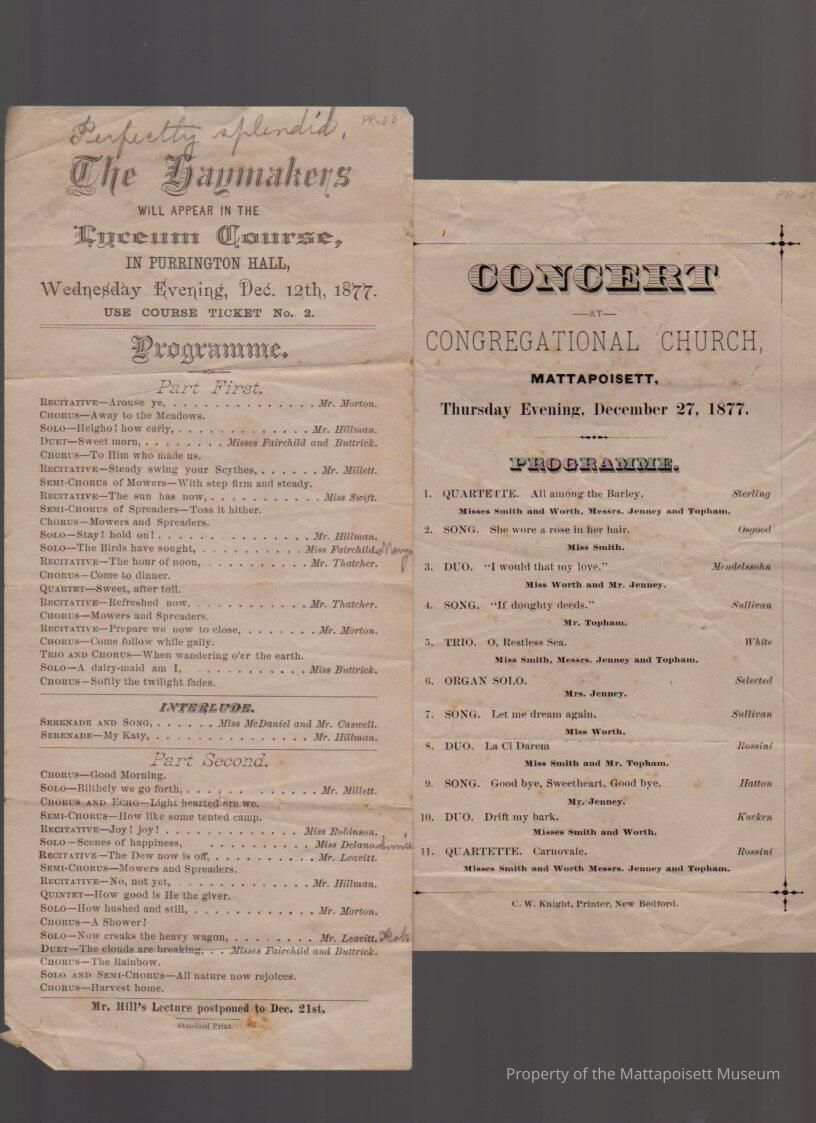 Perfectly splendid.
PR-23
The Haymakers
WILL APPEAR IN THE
Lyceum Course,
IN PURRINGTON HALL,
Wednesday Evening, Dec. 12th, 1877.
USE COURSE TICKET No. 2.
Programme.
Part First.
RECITATIVE—Arouse ye, . . . . . . . . . . . . . . . Mr. Morton.
CHORUS—Away to the Meadows.
SOLO—Heigho! how early, . . . . . . . . . . . . Mr. Hillman.
DUET—Sweet morn, . . . . . . . . Misses Fairchild and Buttrick.
CHORUS—To Him who made us.
RECITATIVE—Steady swing your Scythes, . . . . . . Mr. Millett.
SEMI-CHORUS of Mowers—With step firm and steady.
RECITATIVE—The sun has now, . . . . . . . . . . . Miss Swift.
SEMI-CHORUS of Spreaders—Toss it hither.
CHORUS—Mowers and Spreaders.
SOLO—Stay! hold on! . . . . . . . . . . . . . . . Mr. Hillman.
SOLO—The Birds have sought, . . . . . . . . . . Miss Fairchild. Mary
RECITATIVE—The hour of noon, . . . . . . . . . . Mr. Thatcher.
CHORUS—Come to dinner.
QUARTET—Sweet, after toil.
RECITATIVE—Refreshed now, . . . . . . . . . . . Mr. Thatcher.
CHORUS—Mowers and Spreaders.
RECITATIVE—Prepare we now to close, . . . . . . . Mr. Morton.
CHORUS—Come follow while gaily.
TRIO AND CHORUS—When wandering o'er the earth.
SOLO—A dairy-maid am I, . . . . . . . . . . . Miss Buttrick.
CHORUS—Softly the twilight fades.
INTERLUDE.
SERENADE AND SONG, . . . . . . Miss McDaniel and Mr. Caswell.
SERENADE—My Katy, . . . . . . . . . . . . . . . Mr. Hillman.
Part Second.
CHORUS—Good Morning.
SOLO—Blithely we go forth, . . . . . . . . . . . . Mr. Millett.
CHORUS AND ECHO—Light hearted are we.
SEMI-CHORUS—How like some tented camp.
RECITATIVE—Joy! joy! . . . . . . . . . . . . . Miss Robinson.
SOLO—Scenes of happiness, . . . . . . . . . . Miss Delano.
RECITATIVE—The Dew now is off, . . . . . . . . . . Mr. Leavitt.
SEMI-CHORUS—Mowers and Spreaders.
RECITATIVE—No, not yet, . . . . . . . . . . . . Mr. Hillman.
QUINTET—How good is He the giver.
SOLO—How hushed and still, . . . . . . . . . . . Mr. Morton.
CHORUS—A Shower!
SOLO—Now creaks the heavy wagon, . . . . . . . . Mr. Leavitt.
DUET—The clouds are breaking, . . Misses Fairchild and Buttrick.
CHORUS—The Rainbow.
SOLO AND SEMI-CHORUS—All nature now rejoices.
CHORUS—Harvest home.
Mr. Hill's Lecture postponed to Dec. 21st.
Standard Print.
PR-24
CONCERT
—AT—
CONGREGATIONAL CHURCH,
MATTAPOISETT,
Thursday Evening, December 27, 1877.
PROGRAMME.
1. QUARTETTE. All among the Barley. Sterling
Misses Smith and Worth, Messrs. Jenney and Topham.
2. SONG. She wore a rose in her hair. Osgood
Miss Smith.
3. DUO. "I would that my love." Mendelssohn
Miss Worth and Mr. Jenney.
4. SONG. "If doughty deeds." Sullivan
Mr. Topham.
5. TRIO. O, Restless Sea. White
Miss Smith, Messrs. Jenney and Topham.
6. ORGAN SOLO. Selected
Mrs. Jenney.
7. SONG. Let me dream again. Sullivan
Miss Worth.
8. DUO. La Ci Darem Rossini
Miss Smith and Mr. Topham.
9. SONG. Good bye, Sweetheart, Good bye. Hatton
Mr. Jenney.
10. DUO. Drift my bark. Kucken
Misses Smith and Worth.
11. QUARTETTE. Carnovale. Rossini
Misses Smith and Worth Messrs. Jenney and Topham.
C. W. Knight, Printer, New Bedford.
Property of the Mattapoisett Museum